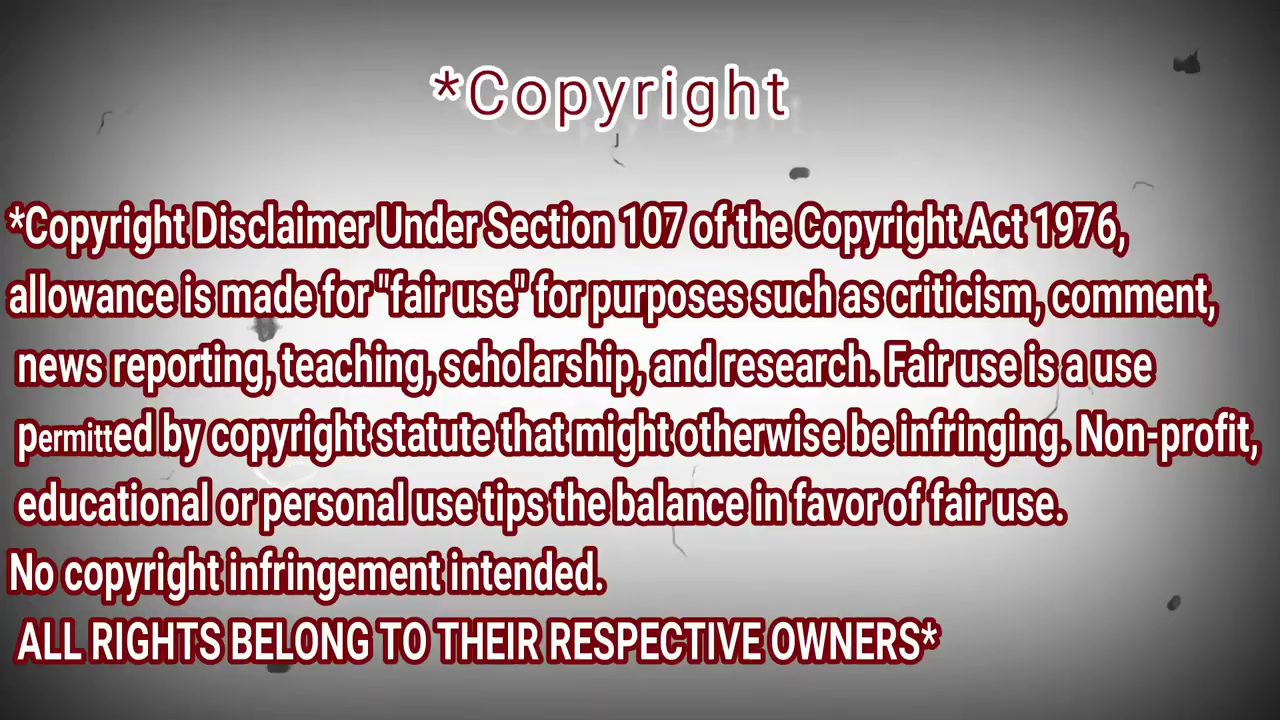 *Copyright
*Copyright Disclaimer Under Section 107 of the Copyright Act 1976,
allowance is made for "fair use" for purposes such as criticism, comment,
news reporting, teaching, scholarship, and research. Fair use is a use
permitted by copyright statute that might otherwise be infringing. Non-profit,
educational or personal use tips the balance in favor of fair use.
No copyright infringement intended.
ALL RIGHTS BELONG TO THEIR RESPECTIVE OWNERS*